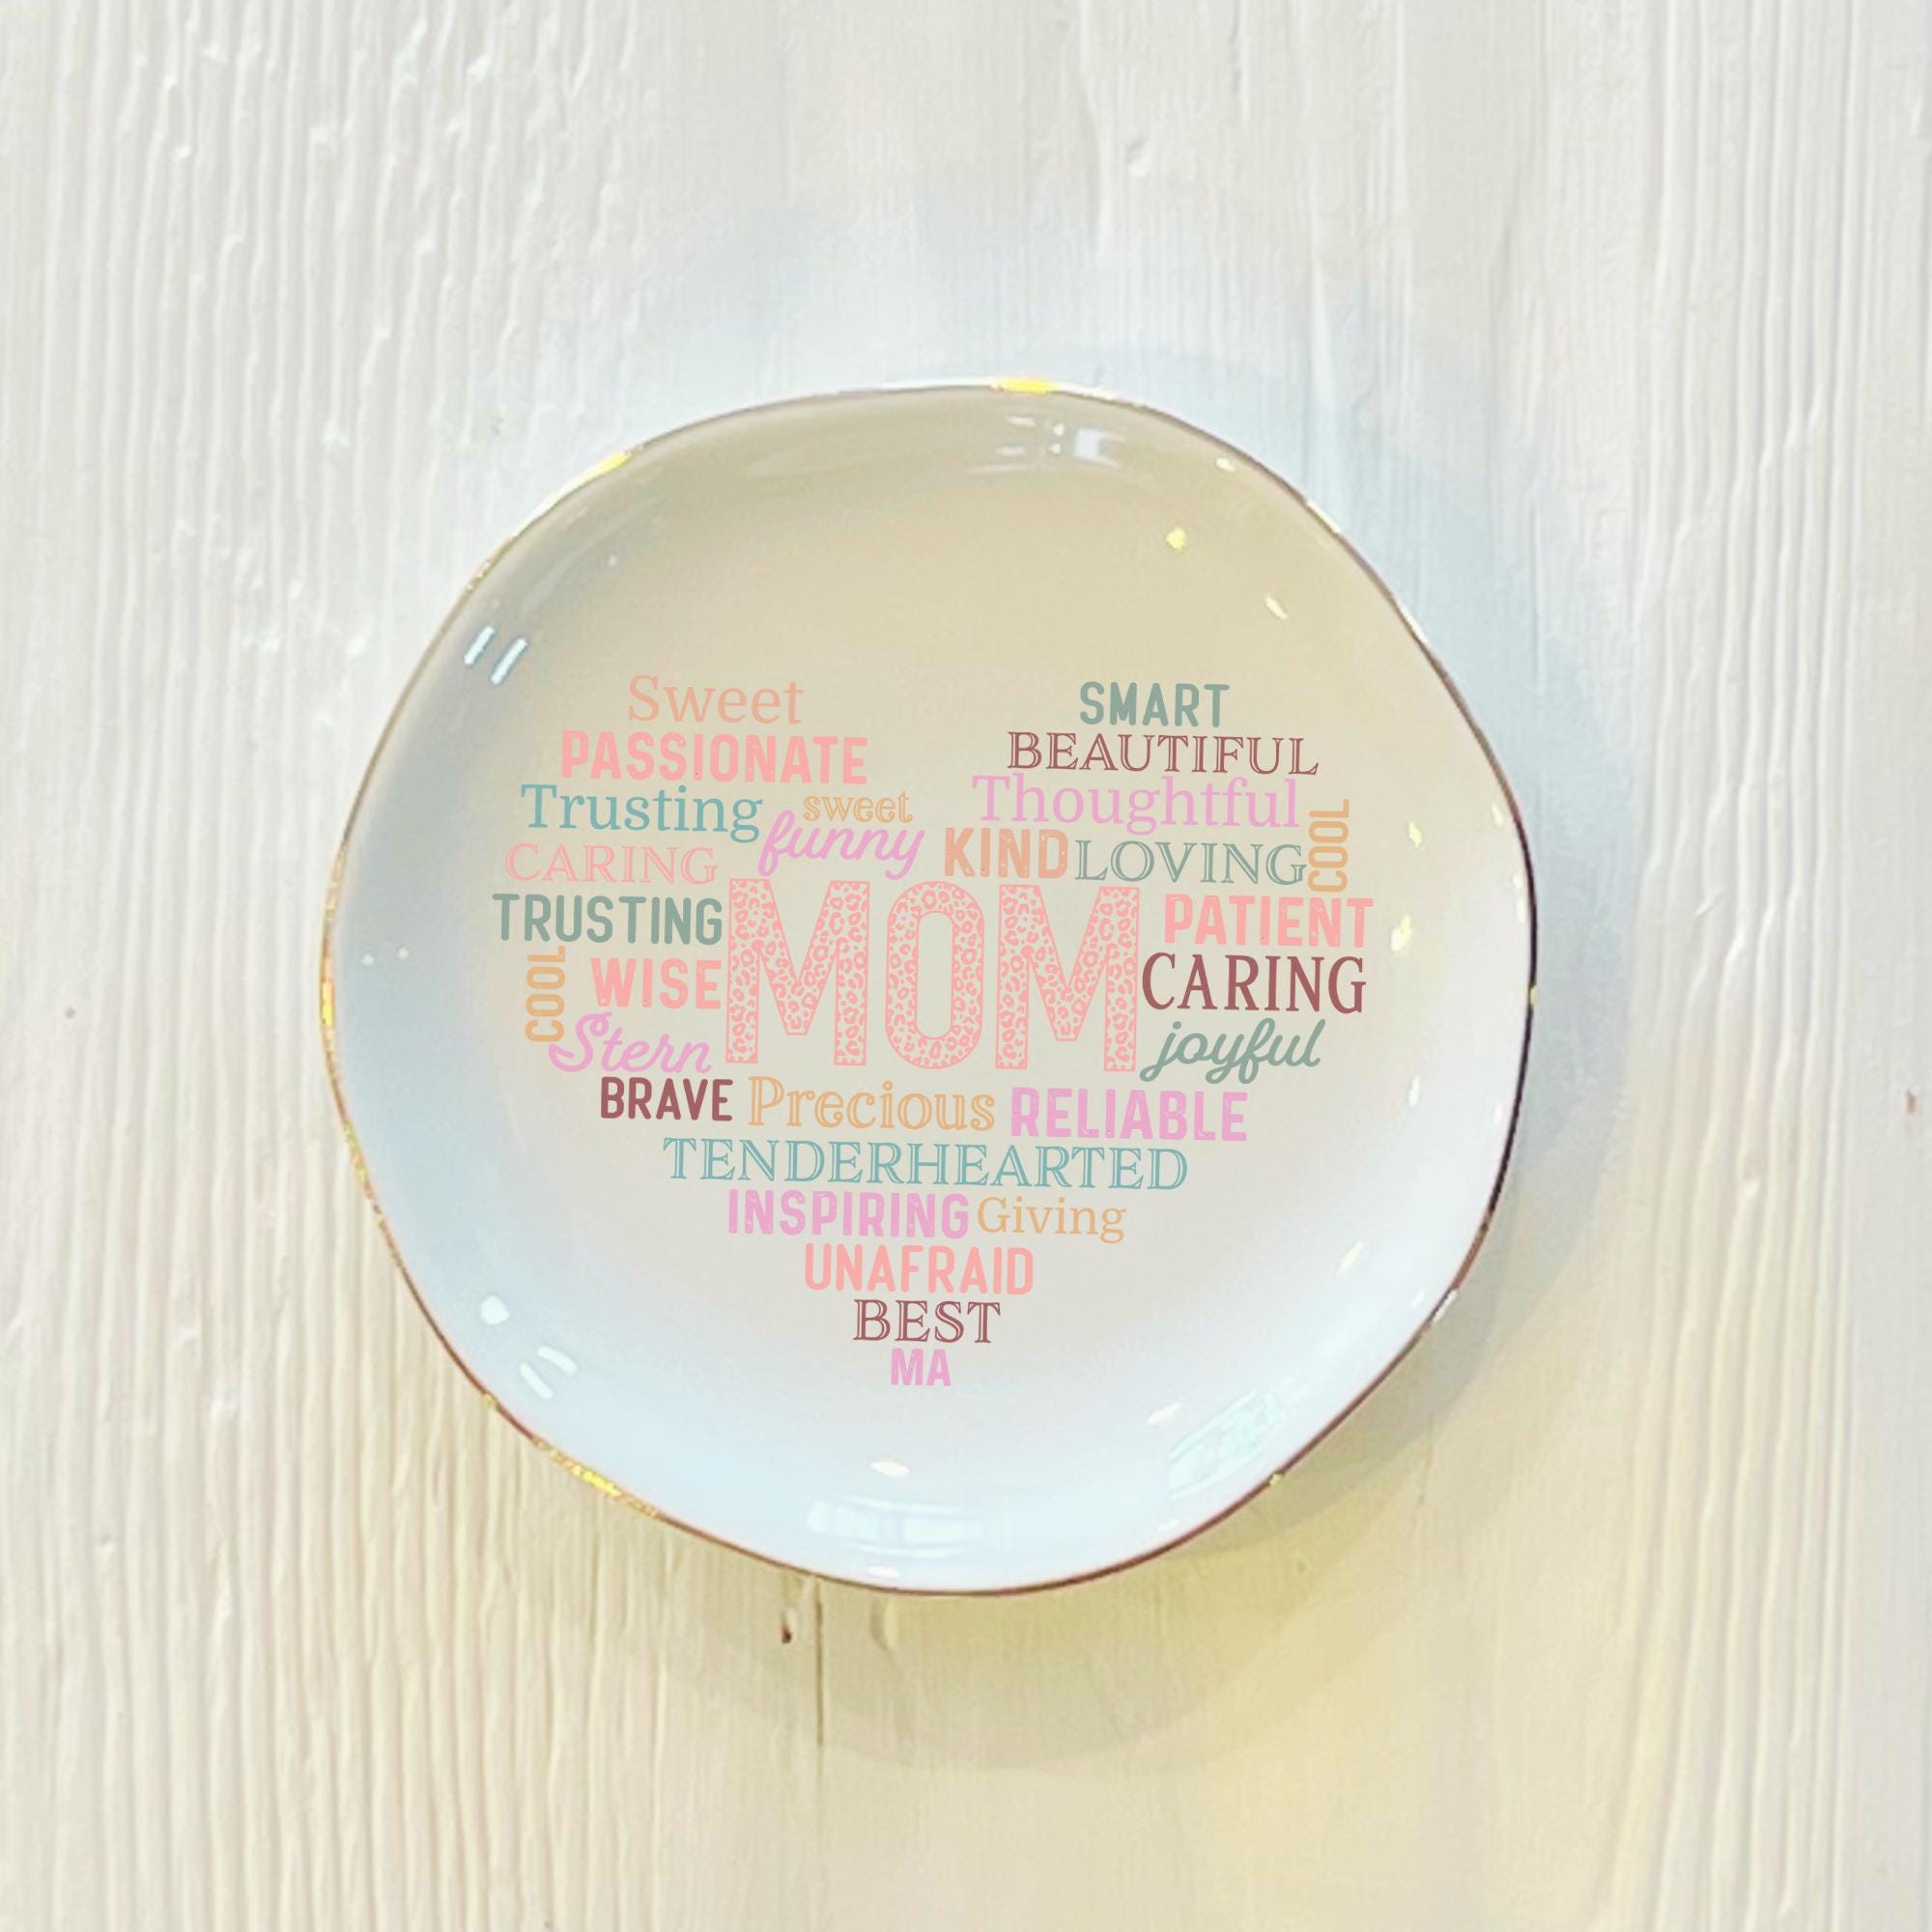 Sweet
SMART
PASSIONATE
BEAUTIFUL
Trusting sweet Thoughtful
funny KIND LOVING COOL
CARING
TRUSTING MOM PATIENT
COOL WISE CARING
Stern joyful
BRAVE Precious RELIABLE
TENDERHEARTED
INSPIRING Giving
UNAFRAID
BEST
MA